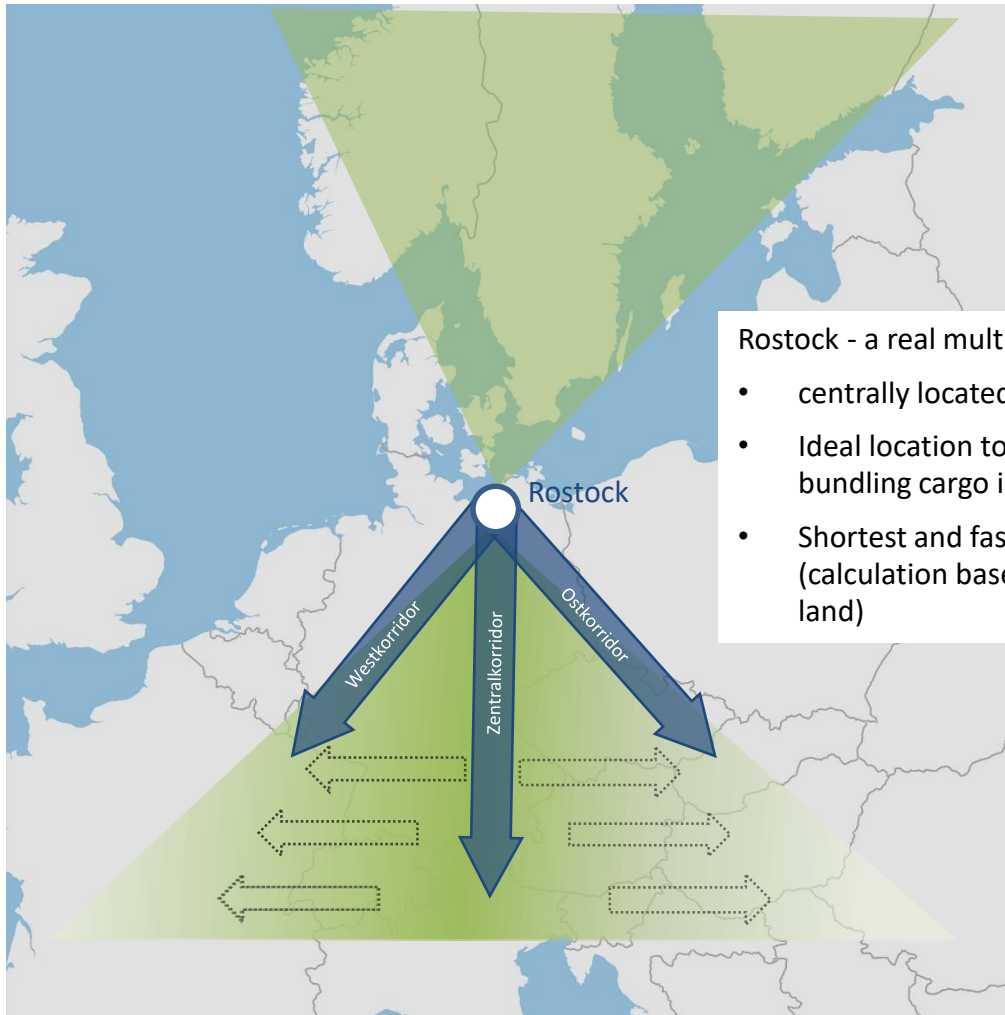 Rostock - a real mult
• centrally located
• Ideal location to
bundling cargo i
• Shortest and fas
(calculation base
land)
Rostock
Westkorridor
Zentralkorridor
Ostkorridor